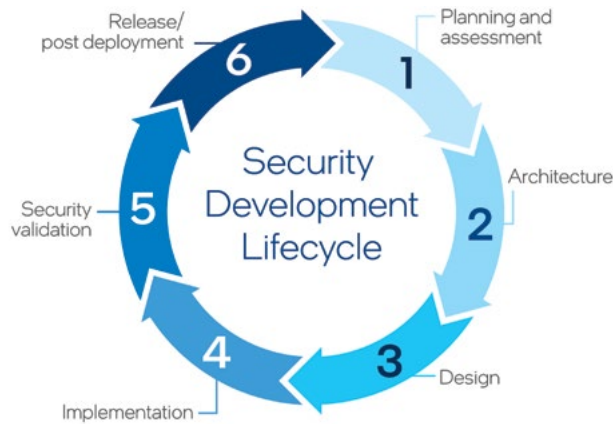 Security
Development
Lifecycle
1
Planning and
assessment
2
Architecture
3
Design
4
Implementation
5
Security
validation
6
Release/
post deployment